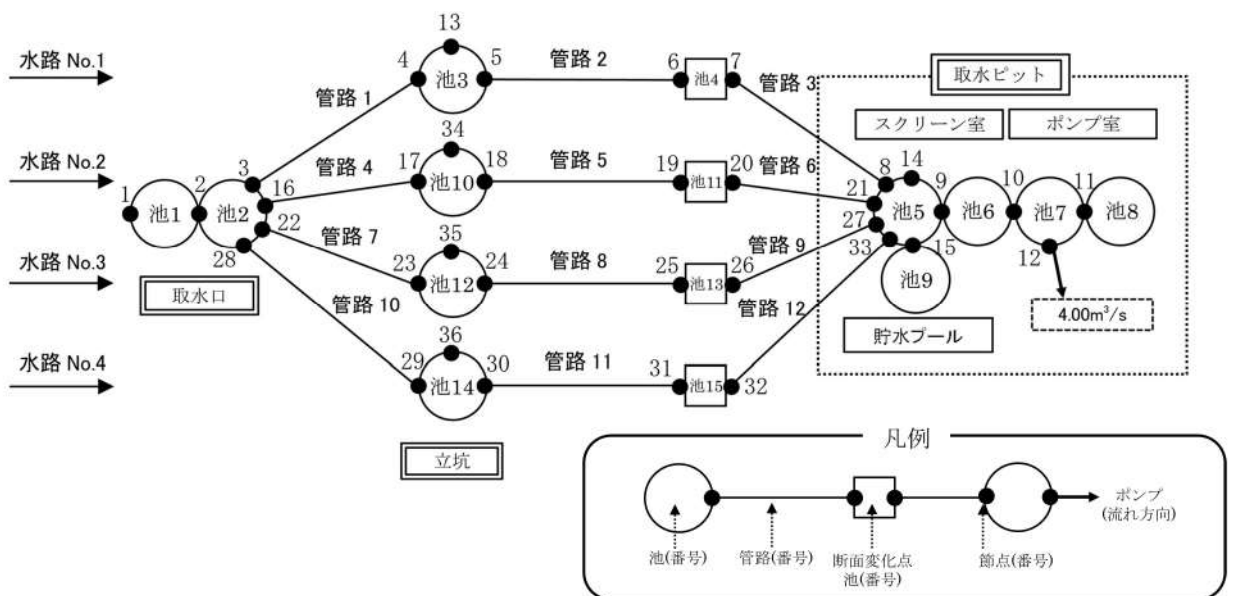 水路 No.1
水路 No.2
水路 No.3
水路 No.4
1
池1
2
池2
3
16
22
28
取水口
管路 1
管路 4
管路 7
管路 10
13
4
池3
5
34
17
池10
18
35
23
池12
24
36
29
池14
30
立坑
管路 2
管路 5
管路 8
管路 11
6
池4
7
19
池11
20
25
池13
26
31
池15
32
管路 3
管路 6
管路 9
管路 12
取水ピット
スクリーン室
ポンプ室
8
14
21
27
33
池5
9
15
池6
10
池7
11
池8
12
池9
4.00m³/s
貯水プール
凡例
池(番号)
管路(番号)
断面変化点
池(番号)
節点(番号)
ポンプ
(流れ方向)